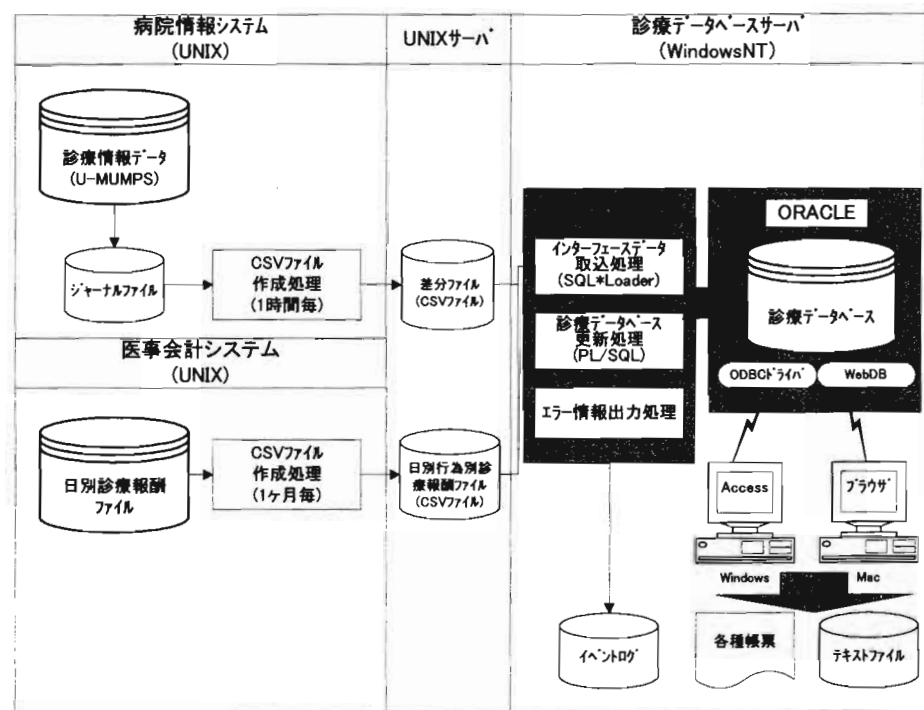 病院情報システム
(UNIX)
UNIXサーバ
診療データベースサーバ
(WindowsNT)
診療情報データ
(U-MUMPS)
ジャーナルファイル
CSVファイル
作成処理
(1時間毎)
差分ファイル
(CSVファイル)
インターフェースデータ
取込処理
(SQL*Loader)
診療データベース
更新処理
(PL/SQL)
エラー情報出力処理
ORACLE
診療データベース
ODBCドライバ
WebDB
医事会計システム
(UNIX)
日別診療報酬
ファイル
CSVファイル
作成処理
(1ヶ月毎)
日別行為別診
療報酬ファイル
(CSVファイル)
Access
ブラウザ
Windows
Mac
イベントログ
各種帳票
テキストファイル